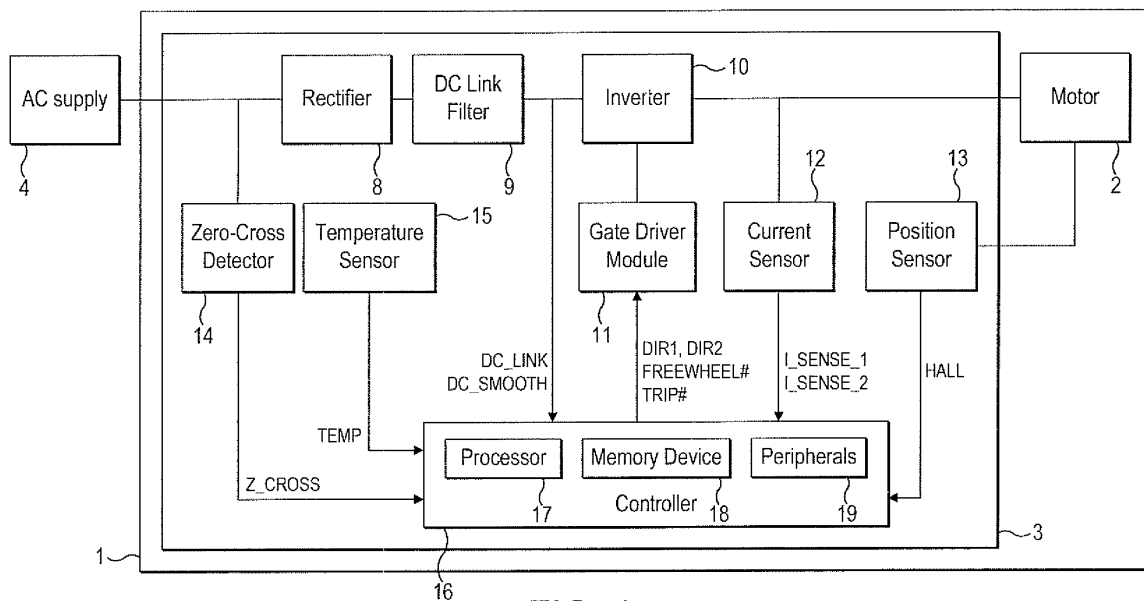 10
AC supply
Rectifier
DC Link
Filter
Inverter
Motor
4
8
9
12
13
2
15
Zero-Cross
Detector
Temperature
Sensor
Gate Driver
Module
Current
Sensor
Position
Sensor
14
11
DC_LINK
DC_SMOOTH
DIR1, DIR2
FREEWHEEL#
TRIP#
I_SENSE_1
I_SENSE_2
HALL
TEMP
Z_CROSS
Processor
Memory Device
Peripherals
17
Controller
18
19
1
16
3